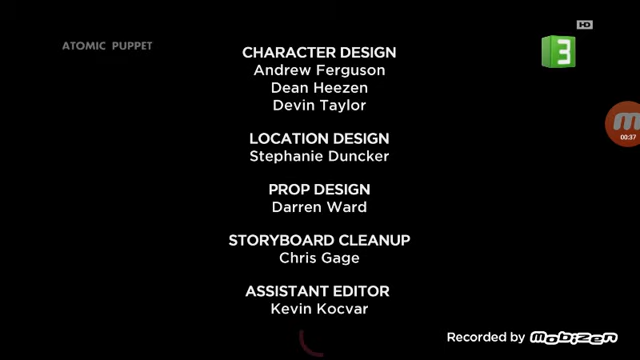 HD
ATOMIC PUPPET
3
CHARACTER DESIGN
Andrew Ferguson
Dean Heezen
Devin Taylor
00:37
LOCATION DESIGN
Stephanie Duncker
PROP DESIGN
Darren Ward
STORYBOARD CLEANUP
Chris Gage
ASSISTANT EDITOR
Kevin Kocvar
Recorded by mobizen